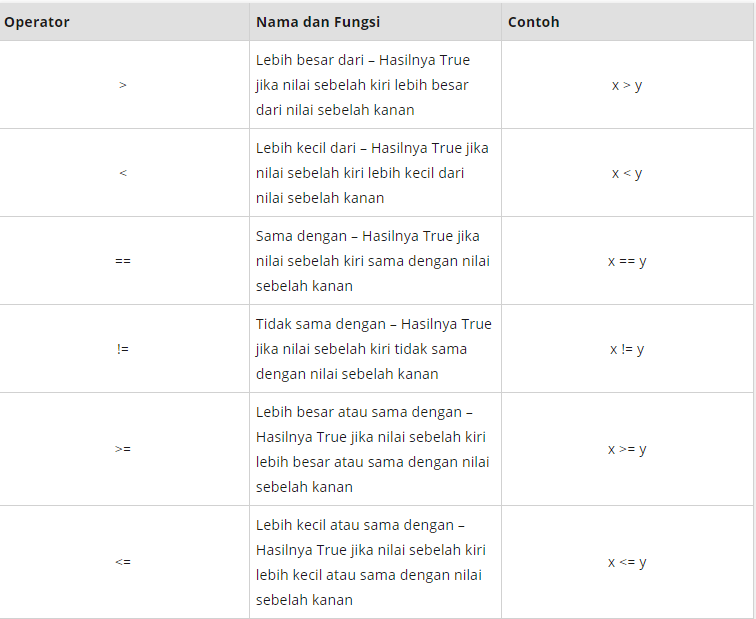 Operator Nama dan Fungsi Contoh
Lebih besar dari – Hasilnya True
> jika nilai sebelah kiri lebih besar x > y
dari nilai sebelah kanan
Lebih kecil dari – Hasilnya True jika
< nilai sebelah kiri lebih kecil dari x < y
nilai sebelah kanan
Sama dengan – Hasilnya True jika
== nilai sebelah kiri sama dengan nilai x == y
sebelah kanan
Tidak sama dengan – Hasilnya True
!= jika nilai sebelah kiri tidak sama x != y
dengan nilai sebelah kanan
Lebih besar atau sama dengan –
Hasilnya True jika nilai sebelah kiri
>= x >= y
lebih besar atau sama dengan nilai
sebelah kanan
Lebih kecil atau sama dengan –
Hasilnya True jika nilai sebelah kiri
<= x <= y
lebih kecil atau sama dengan nilai
sebelah kanan